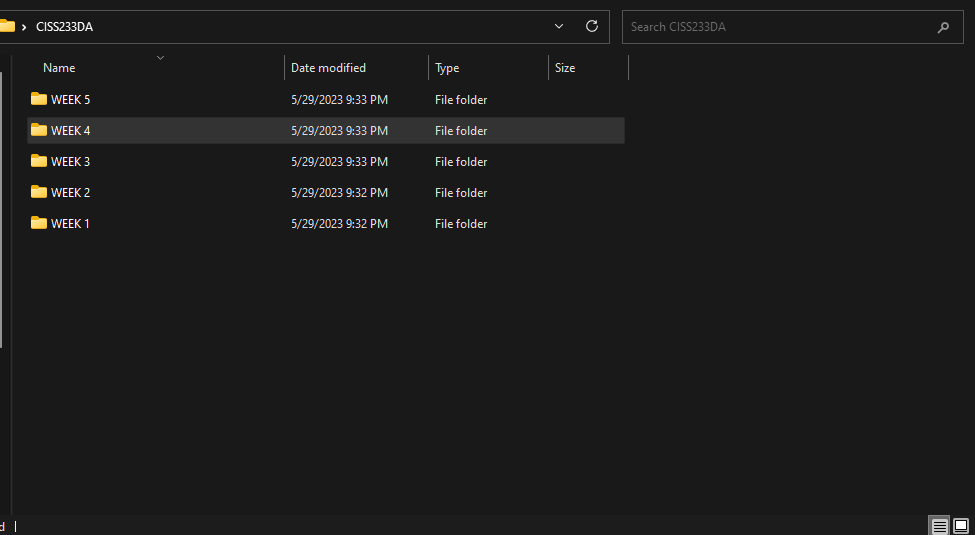 CISS233DA
Search CISS233DA
Name Date modified Type Size
WEEK 5 5/29/2023 9:33 PM File folder
WEEK 4 5/29/2023 9:33 PM File folder
WEEK 3 5/29/2023 9:33 PM File folder
WEEK 2 5/29/2023 9:32 PM File folder
WEEK 1 5/29/2023 9:32 PM File folder
d